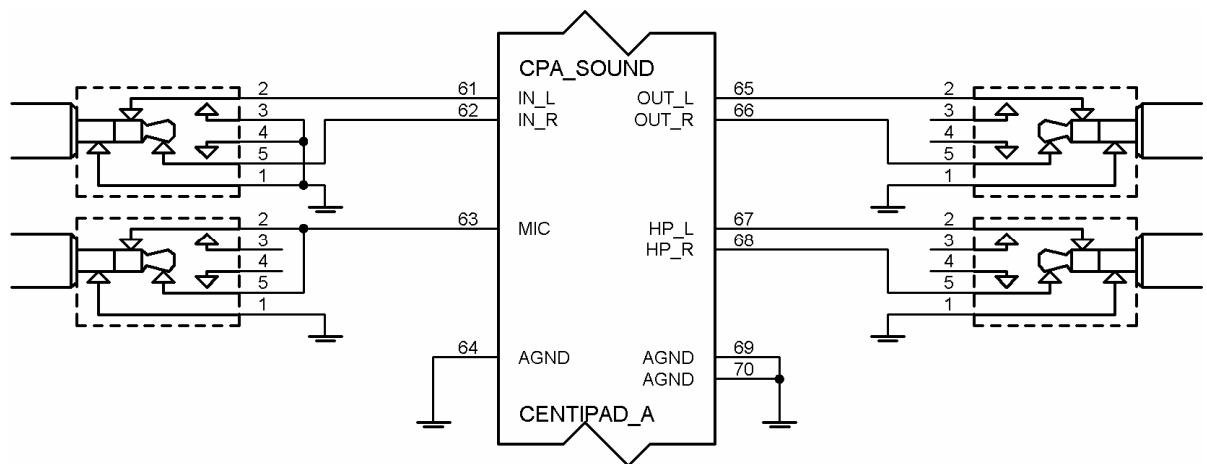 CPA_SOUND
2 61 IN_L OUT_L 65 2
3 62 IN_R OUT_R 66 3
4 4
5 5
1 1
2 63 MIC HP_L 67 2
3 HP_R 68 3
4 4
5 5
1 1
64 AGND AGND 69
AGND 70
CENTIPAD_A